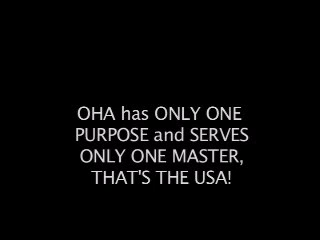 OHA has ONLY ONE
PURPOSE and SERVES
ONLY ONE MASTER,
THAT'S THE USA!